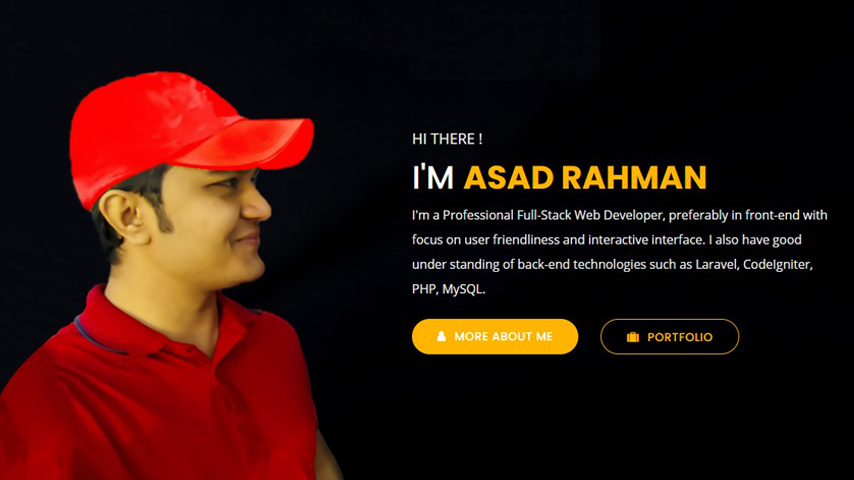 HI THERE !
I'M ASAD RAHMAN
I'm a Professional Full-Stack Web Developer, preferably in front-end with
focus on user friendliness and interactive interface. I also have good
under standing of back-end technologies such as Laravel, CodeIgniter,
PHP, MySQL.
MORE ABOUT ME PORTFOLIO